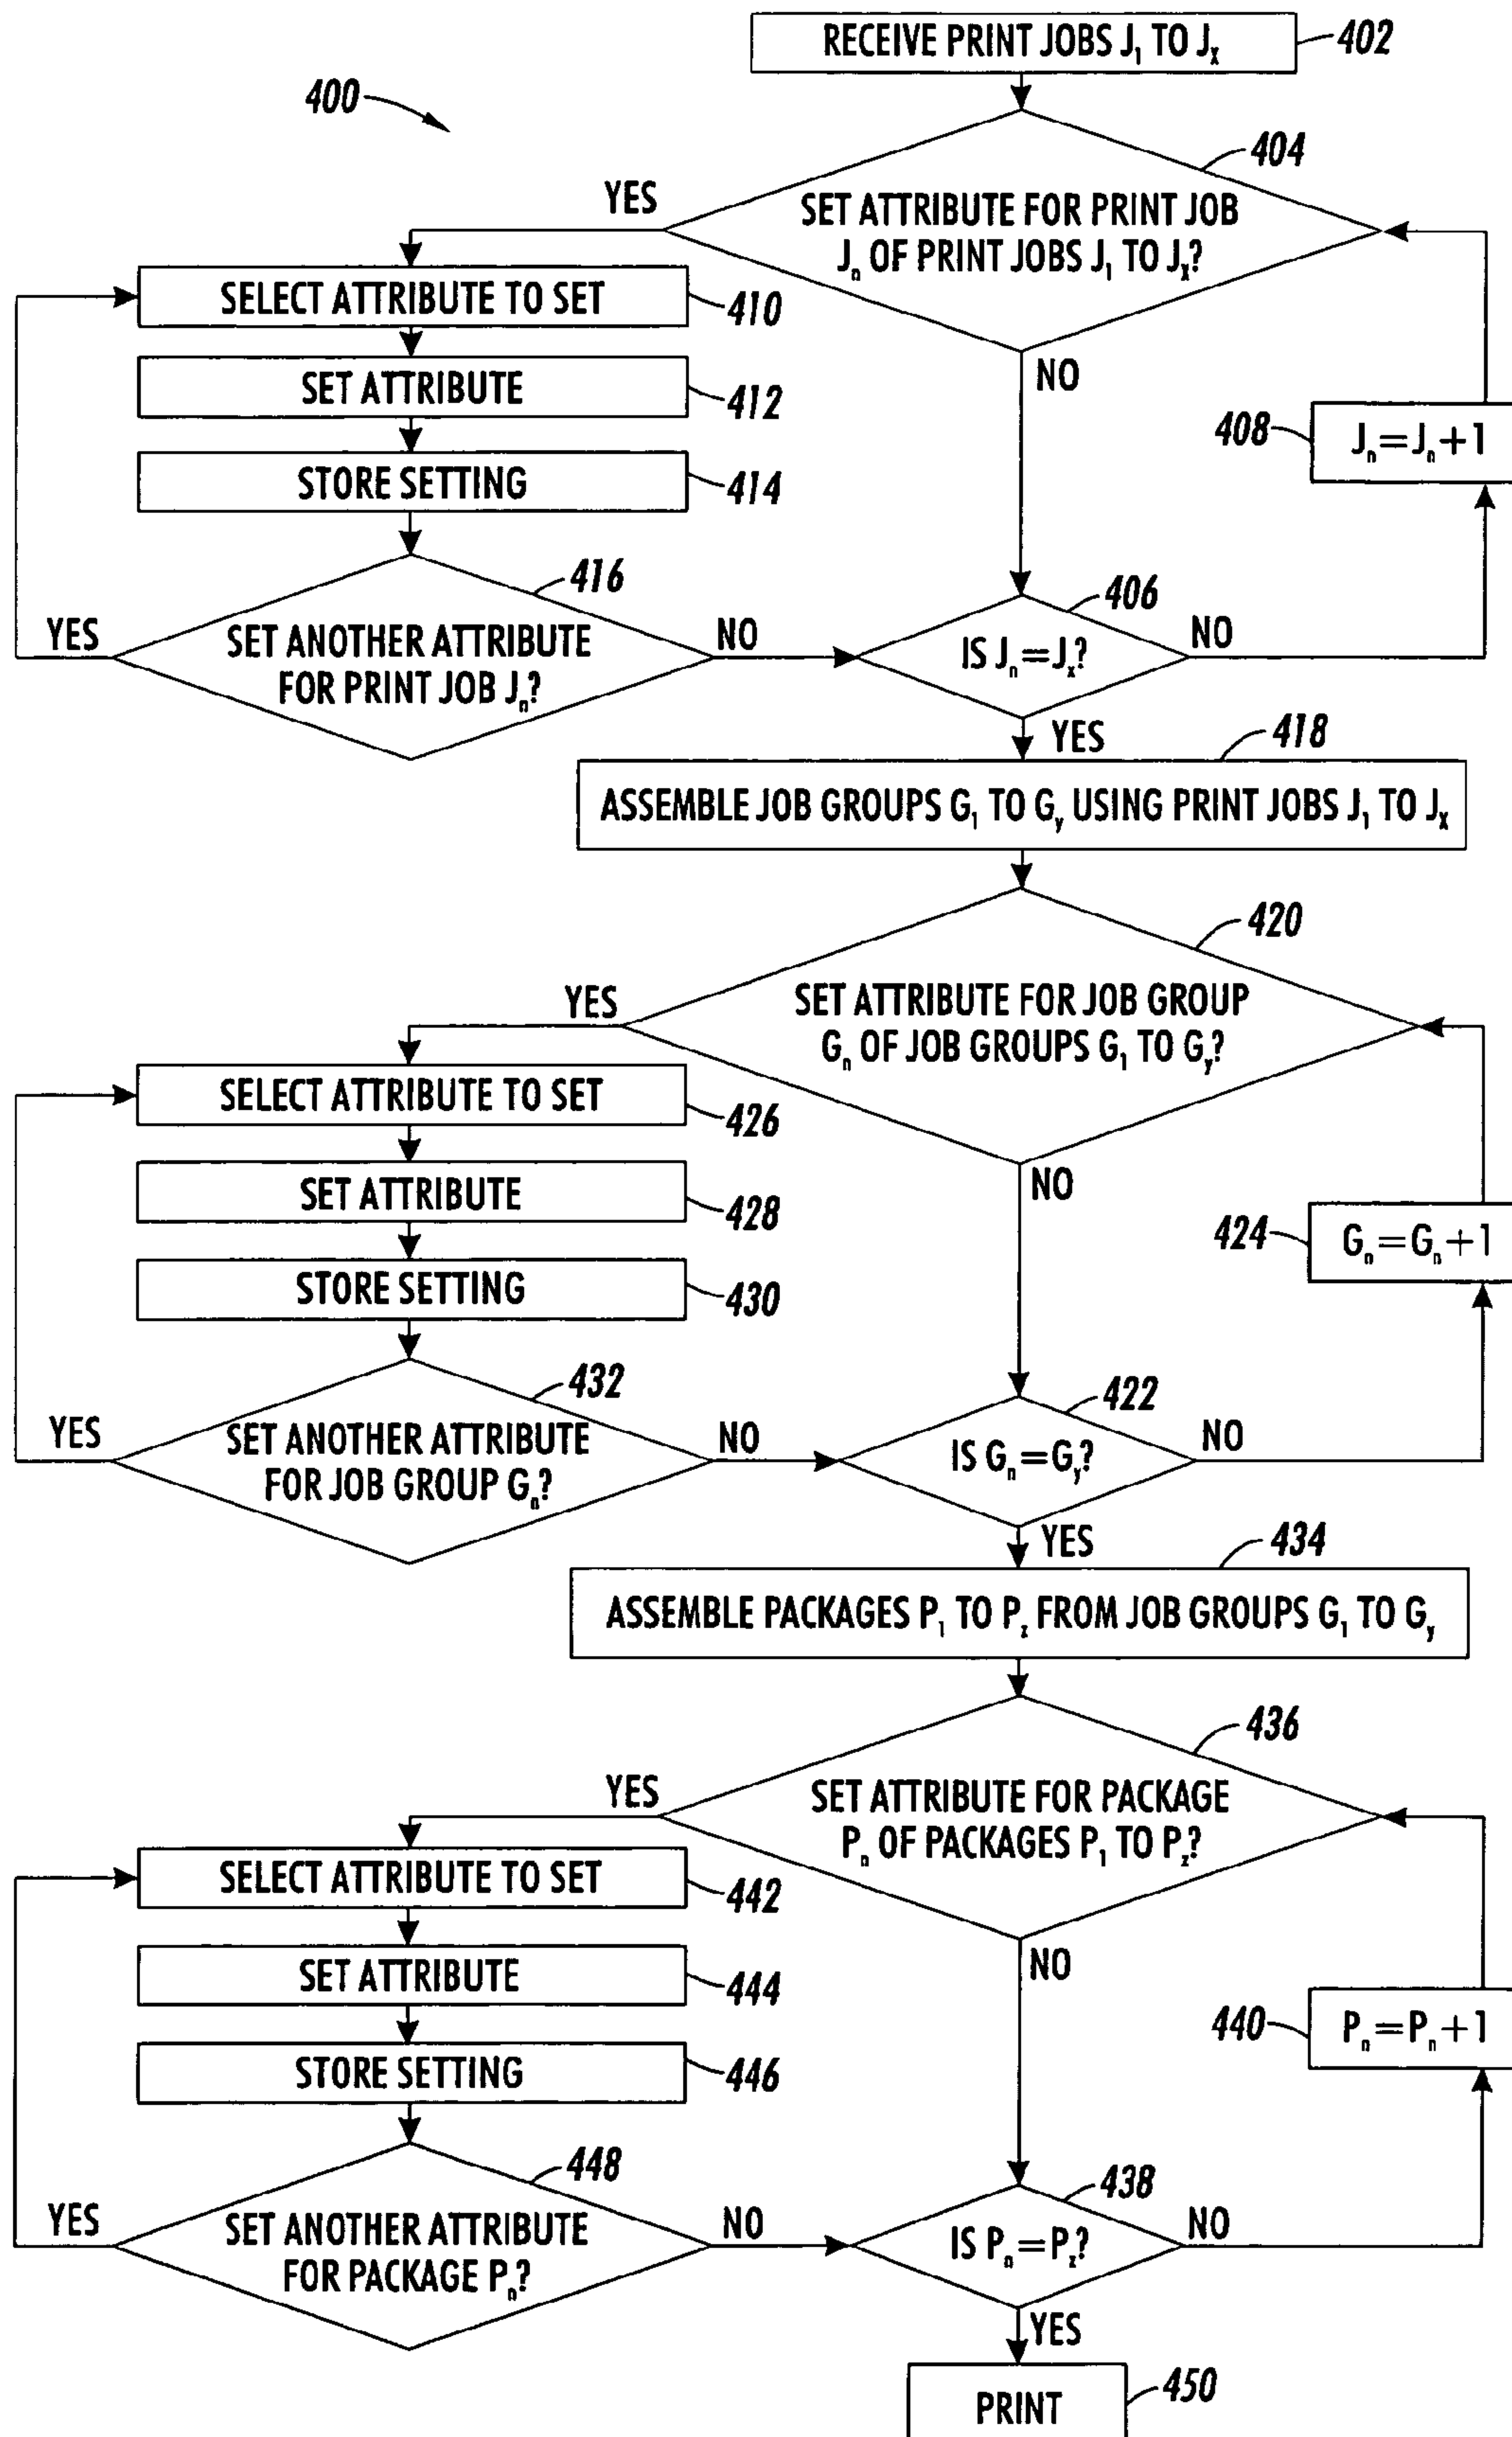 RECEIVE PRINT JOBS J₁ TO Jₓ
402
400
404
YES
SET ATTRIBUTE FOR PRINT JOB
Jₙ OF PRINT JOBS J₁ TO Jₓ?
SELECT ATTRIBUTE TO SET
410
NO
SET ATTRIBUTE
412
408
Jₙ=Jₙ+1
STORE SETTING
414
416
406
YES
SET ANOTHER ATTRIBUTE
FOR PRINT JOB Jₙ?
NO
IS Jₙ=Jₓ?
NO
YES
418
ASSEMBLE JOB GROUPS G₁ TO Gᵧ USING PRINT JOBS J₁ TO Jₓ
420
YES
SET ATTRIBUTE FOR JOB GROUP
Gₙ OF JOB GROUPS G₁ TO Gᵧ?
SELECT ATTRIBUTE TO SET
426
NO
SET ATTRIBUTE
428
424
Gₙ=Gₙ+1
STORE SETTING
430
432
422
YES
SET ANOTHER ATTRIBUTE
FOR JOB GROUP Gₙ?
NO
IS Gₙ=Gᵧ?
NO
YES
434
ASSEMBLE PACKAGES P₁ TO P_z FROM JOB GROUPS G₁ TO Gᵧ
436
YES
SET ATTRIBUTE FOR PACKAGE
Pₙ OF PACKAGES P₁ TO P_z?
SELECT ATTRIBUTE TO SET
442
NO
SET ATTRIBUTE
444
440
Pₙ=Pₙ+1
STORE SETTING
446
448
438
YES
SET ANOTHER ATTRIBUTE
FOR PACKAGE Pₙ?
NO
IS Pₙ=P_z?
NO
YES
PRINT
450